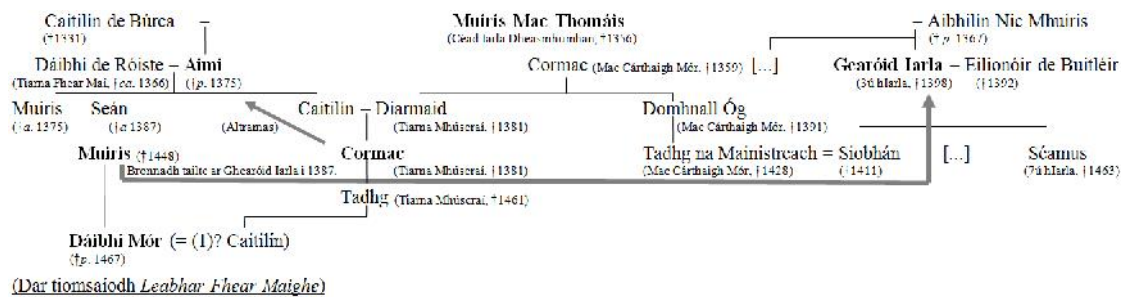 Caitilín de Búrca – Muiris Mac Thomáis – Aibhilín Nic Mhuiris
(†1331) (Céad Iarla Dheasmhumhan, †1356) († p. 1367)
Dáibhí de Róiste – Aimí Cormac (Mac Cárthaigh Mór, †1359) [...] Gearóid Iarla – Eilionóir de Buitléir
(Tiarna Fhear Maí, †ca. 1366) (†p. 1375) (3ú hIarla, †1398) (†1392)
Muiris Seán Caitilín – Diarmaid Domhnall Óg
(†a. 1375) (†a 1387) (Altramas) (Tiarna Mhúscraí, †1381) (Mac Cárthaigh Mór, †1391)
Muiris (†1448) Cormac Tadhg na Mainistreach = Siobhán [...] Séamus
Bronnadh tailte ar Ghearóid Iarla i 1387. (Tiarna Mhúscraí, †1381) (Mac Cárthaigh Mór, †1428) (†1411) (7ú hIarla, †1463)
Tadhg (Tiarna Mhúscraí, †1461)
Dáibhí Mór (= (1)? Caitilín)
(†p. 1467)
(Dar tiomsaíodh Leabhar Fhear Maighe)